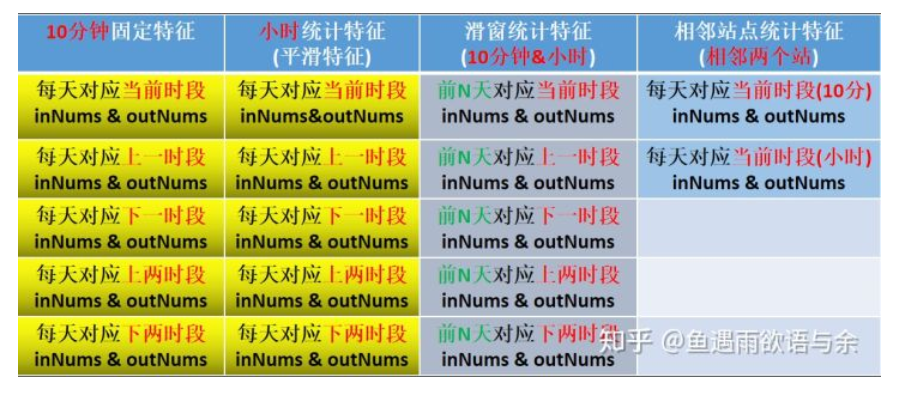 10分钟固定特征
小时统计特征
(平滑特征)
滑窗统计特征
(10分钟&小时)
相邻站点统计特征
(相邻两个站)
每天对应当前时段
inNums & outNums
每天对应当前时段
inNums&outNums
前N天对应当前时段
inNums & outNums
每天对应当前时段(10分)
inNums & outNums
每天对应上一时段
inNums & outNums
每天对应上一时段
inNums & outNums
前N天对应上一时段
inNums & outNums
每天对应当前时段(小时)
inNums & outNums
每天对应下一时段
inNums & outNums
每天对应下一时段
inNums & outNums
前N天对应下一时段
inNums & outNums
每天对应上两时段
inNums & outNums
每天对应上两时段
inNums & outNums
前N天对应上两时段
inNums & outNums
每天对应下两时段
inNums & outNums
每天对应下两时段
inNums & outNums
前N天对应下两时段
inNums & outNums
知乎 @鱼遇雨欲语与余